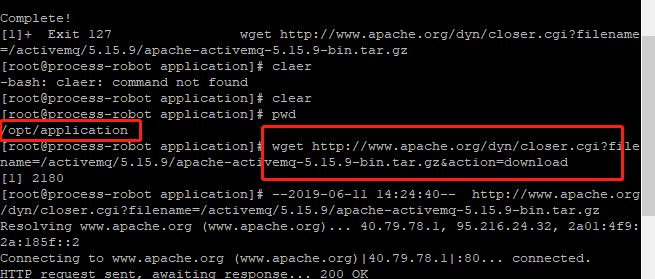 Complete!
[1]+  Exit 127                wget http://www.apache.org/dyn/closer.cgi?filename
=/activemq/5.15.9/apache-activemq-5.15.9-bin.tar.gz
[root@process-robot application]# claer
-bash: claer: command not found
[root@process-robot application]# clear
[root@process-robot application]# pwd
/opt/application
[root@process-robot application]# wget http://www.apache.org/dyn/closer.cgi?file
name=/activemq/5.15.9/apache-activemq-5.15.9-bin.tar.gz&action=download
[1] 2180
[root@process-robot application]# --2019-06-11 14:24:40--  http://www.apache.org
/dyn/closer.cgi?filename=/activemq/5.15.9/apache-activemq-5.15.9-bin.tar.gz
Resolving www.apache.org (www.apache.org)... 40.79.78.1, 95.216.24.32, 2a01:4f9:
2a:185f::2
Connecting to www.apache.org (www.apache.org)|40.79.78.1|:80... connected.
HTTP request sent, awaiting response... 200 OK